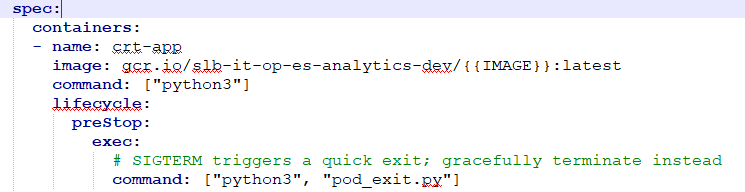 spec:
  containers:
  - name: crt-app
    image: gcr.io/slb-it-op-es-analytics-dev/{{IMAGE}}:latest
    command: ["python3"]
    lifecycle:
      preStop:
        exec:
          # SIGTERM triggers a quick exit; gracefully terminate instead
          command: ["python3", "pod_exit.py"]